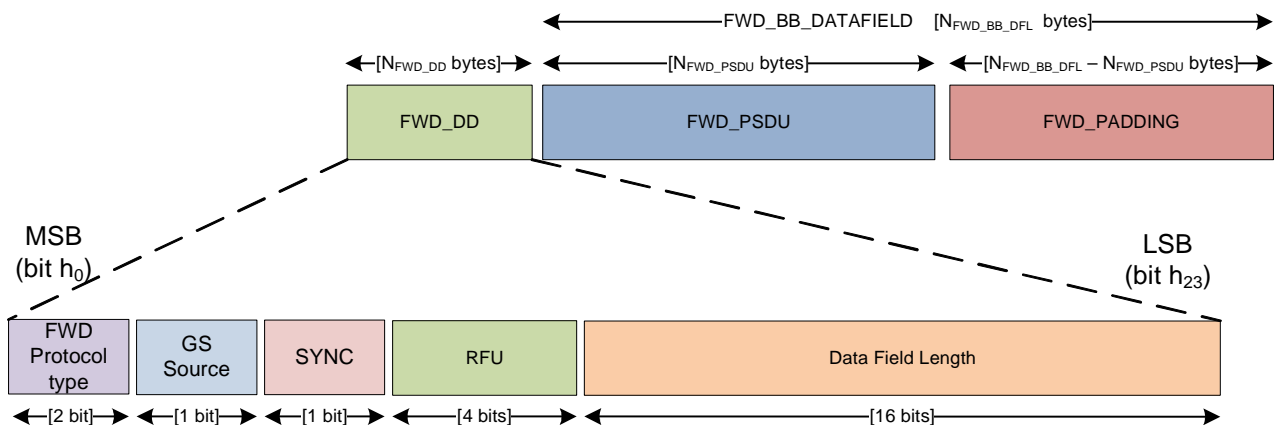 FWD_BB_DATAFIELD [NFWD_BB_DFL bytes]
[NFWD_DD bytes] [NFWD_PSDU bytes] [NFWD_BB_DFL – NFWD_PSDU bytes]
FWD_DD FWD_PSDU FWD_PADDING
MSB
(bit h0)
LSB
(bit h23)
FWD
Protocol
type
GS
Source
SYNC
RFU
Data Field Length
[2 bit] [1 bit] [1 bit] [4 bits] [16 bits]